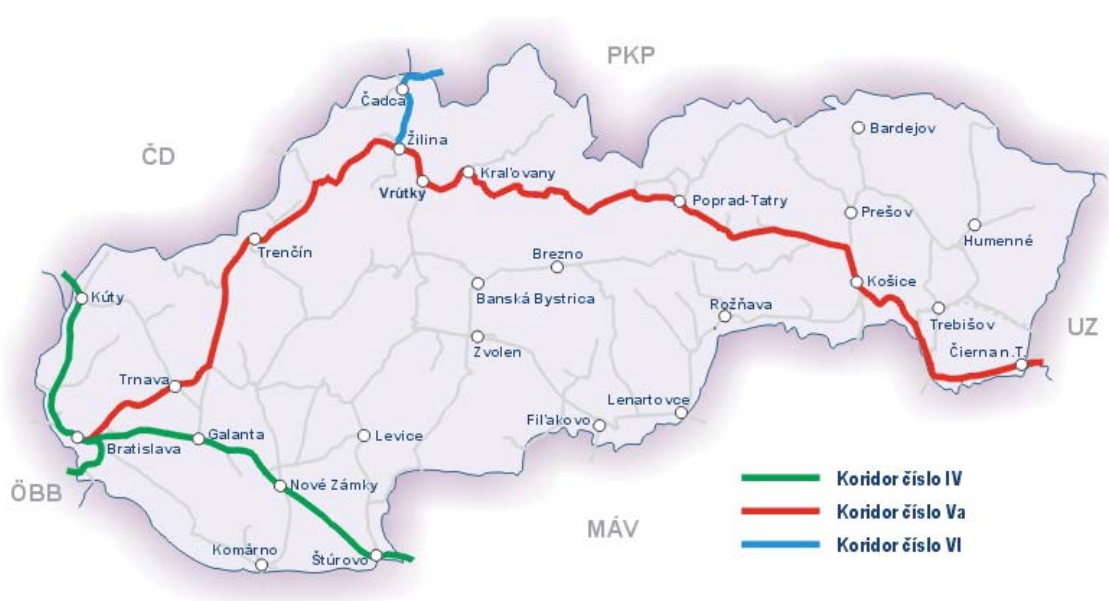 PKP
Čadca
Bardejov
Žilina
ČD
Kraľovany
Vrútky
Poprad-Tatry
Prešov
Humenné
Trenčín
Brezno
Košice
Kúty
Banská Bystrica
Rožňava
Trebišov
UZ
Zvolen
Čierna n.T.
Trnava
Lenartovce
Fiľakovo
Galanta
Levice
Bratislava
ÖBB
Nové Zámky
MÁV
Komárno
Štúrovo
Koridor číslo IV
Koridor číslo Va
Koridor číslo VI